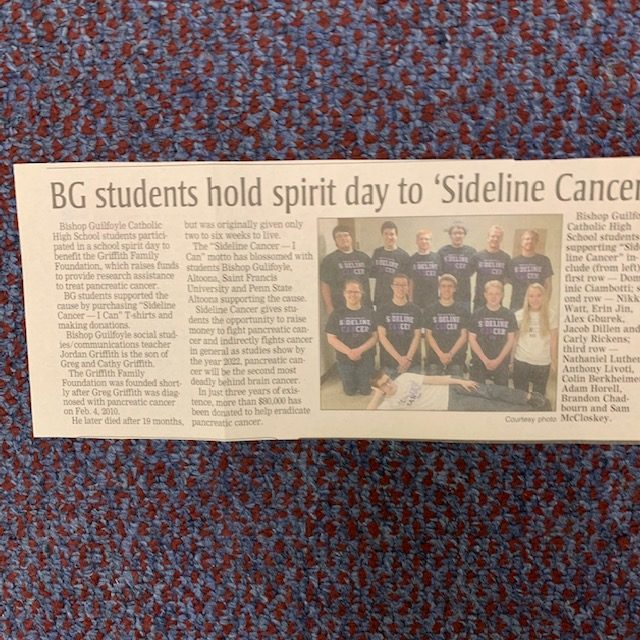 BG students hold spirit day to ‘Sideline Cancer
Bishop Guilfoyle Catholic
High School students partici-
pated in a school spirit day to
benefit the Griffith Family
Foundation, which raises funds
to provide research assistance
to treat pancreatic cancer.
BG students supported the
cause by purchasing “Sideline
Cancer — I Can” T-shirts and
making donations.
Bishop Guilfoyle social stud-
ies/communications teacher
Jordan Griffith is the son of
Greg and Cathy Griffith.
The Griffith Family
Foundation was founded short-
ly after Greg Griffith was diag-
nosed with pancreatic cancer
on Feb. 4, 2010.
He later died after 19 months,
but was originally given only
two to six weeks to live.
The “Sideline Cancer — I
Can” motto has blossomed with
students Bishop Guilfoyle,
Altoona, Saint Francis
University and Penn State
Altoona supporting the cause.
Sideline Cancer gives stu-
dents the opportunity to raise
money to fight pancreatic can-
cer and indirectly fights cancer
in general as studies show by
the year 2022, pancreatic can-
cer will be the second most
deadly behind brain cancer.
In just three years of exis-
tence, more than $90,000 has
been donated to help eradicate
pancreatic cancer.
SIDELINE
CANCER
Courtesy photo
Bishop Guilf
Catholic High
School student
supporting “Sid
line Cancer” in-
clude (from left
first row — Dom
inic Ciambotti; s
ond row — Nikk
Watt, Erin Jin
Alex Gburek,
Jacob Dillen and
Carly Rickens;
third row —
Nathaniel Luther
Anthony Livoti,
Colin Berkheim
Adam Horell,
Brandon Chad-
bourn and Sam
McCloskey.